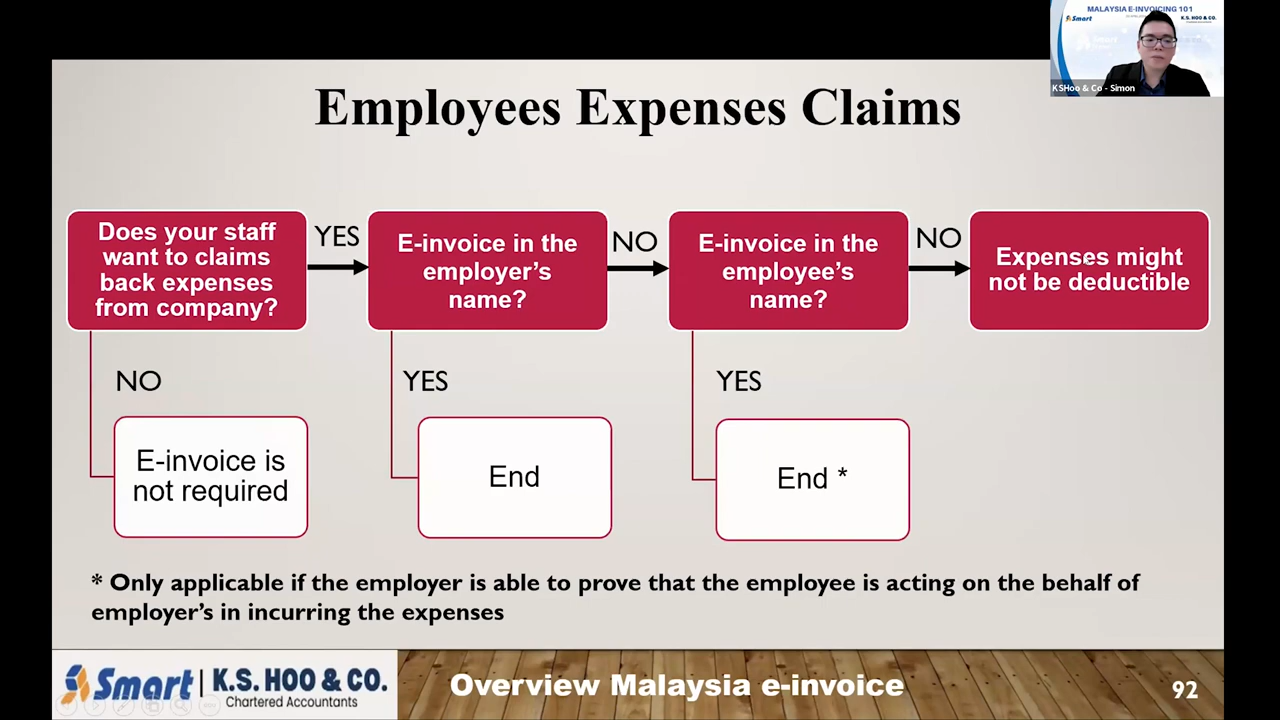 MALAYSIA E-INVOICING 101
Smart
K.S. HOO & CO.
KSHoo & Co - Simon
Employees Expenses Claims
Does your staff
want to claims
back expenses
from company?
YES
E-invoice in the
employer’s
name?
NO
E-invoice in the
employee’s
name?
NO
Expenses might
not be deductible
NO
YES
YES
E-invoice is
not required
End
End *
* Only applicable if the employer is able to prove that the employee is acting on the behalf of
employer’s in incurring the expenses
Smart
K.S. HOO & CO.
Chartered Accountants
Overview Malaysia e-invoice
92